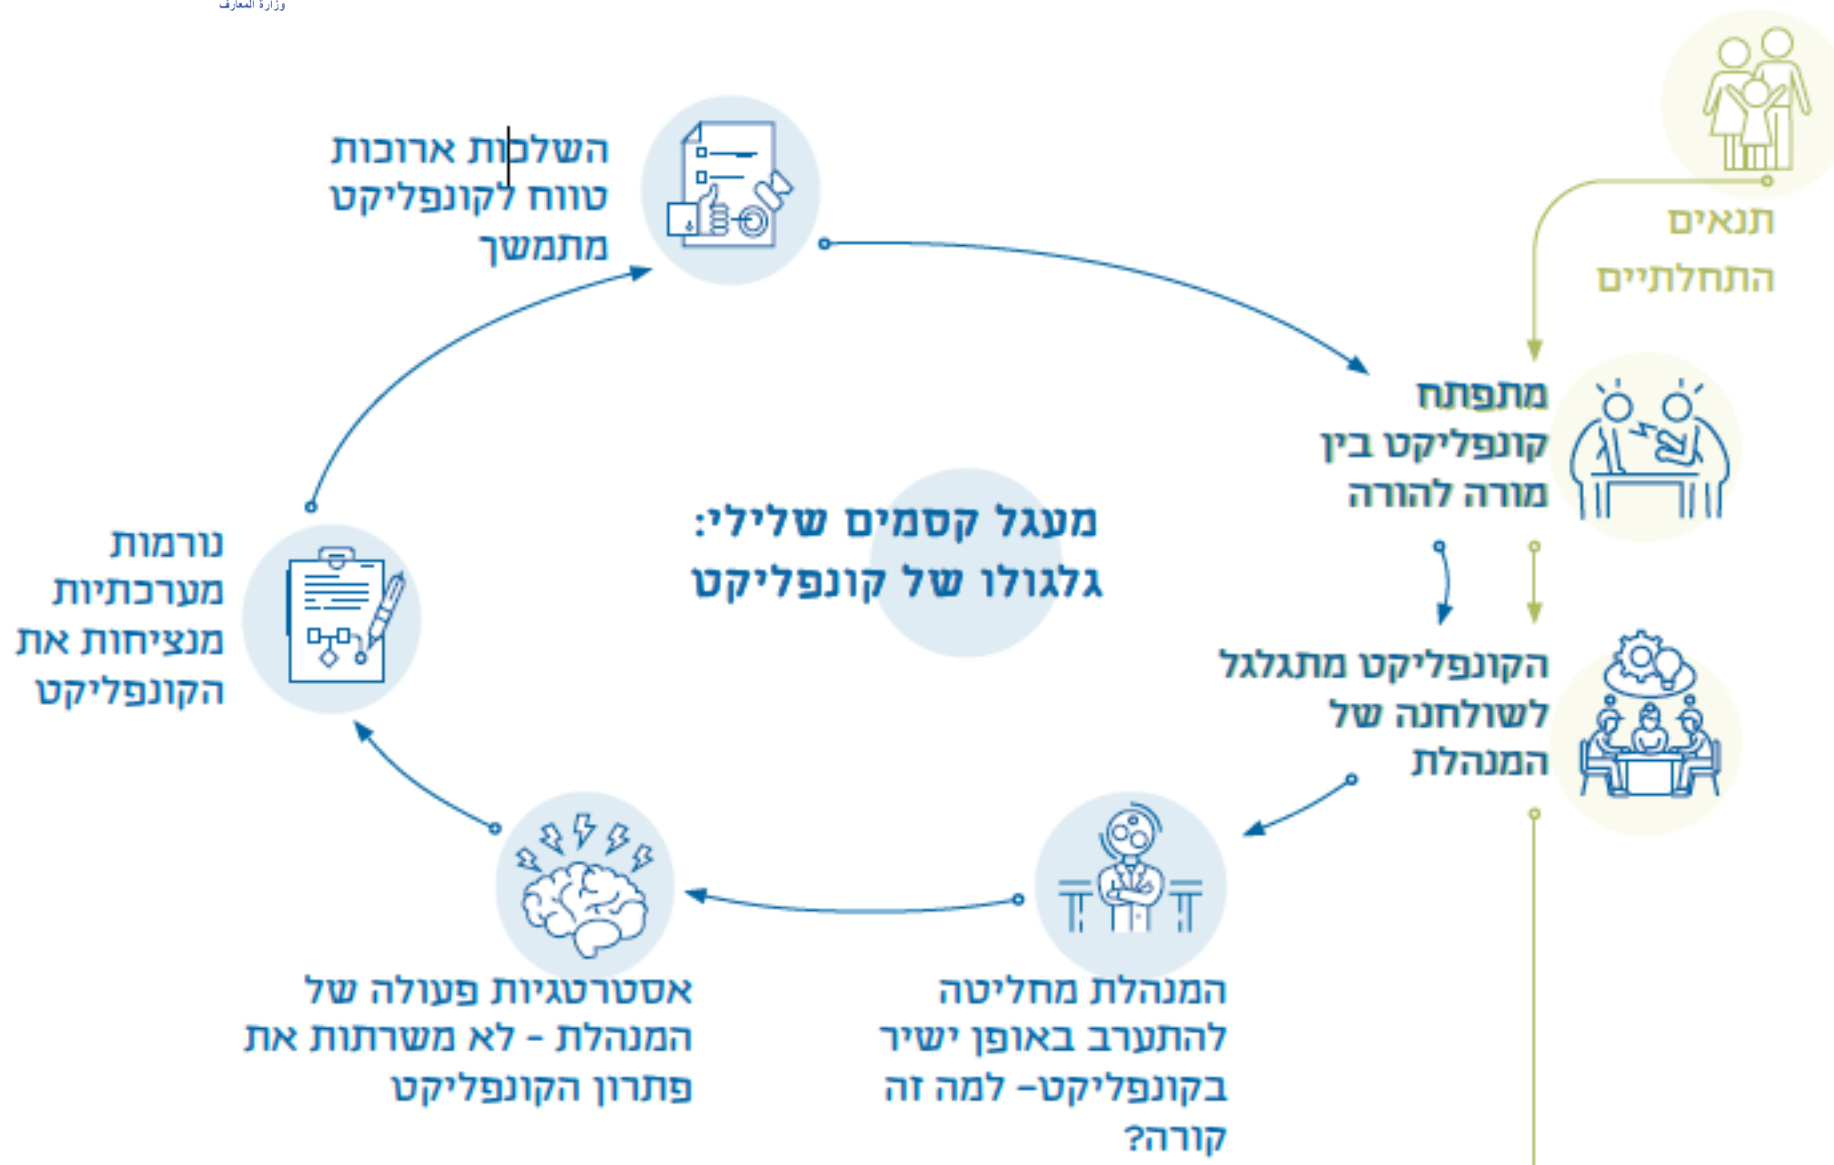 وزارة المعارف
תנאים
התחלתיים
מתפתח
קונפליקט בין
מורה להורה
הקונפליקט מתגלגל
לשולחנה של
המנהלת
המנהלת מחליטה
להתערב באופן ישיר
בקונפליקט– למה זה
קורה?
אסטרטגיות פעולה של
המנהלת - לא משרתות את
פתרון הקונפליקט
נורמות
מערכתיות
מנציחות את
הקונפליקט
השלכות ארוכות
טווח לקונפליקט
מתמשך
מעגל קסמים שלילי:
גלגולו של קונפליקט